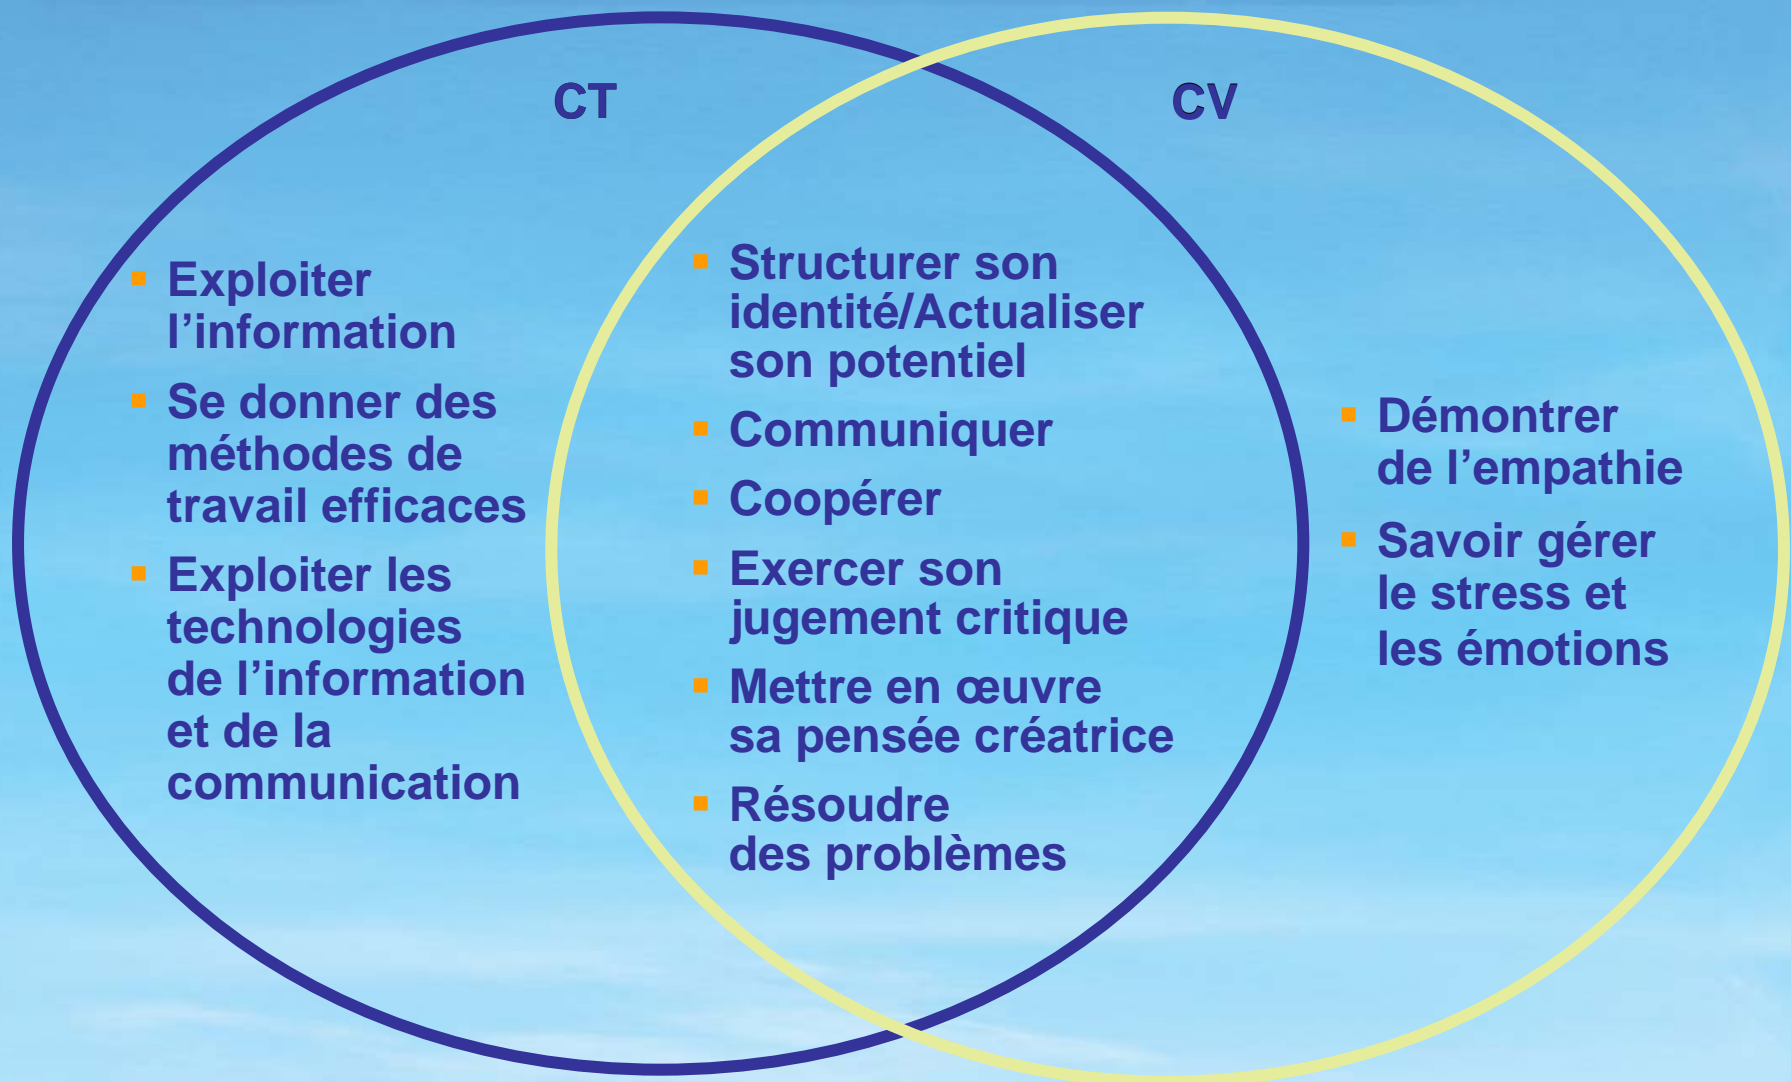 CT
CV
▪ Exploiter
l’information
▪ Se donner des
méthodes de
travail efficaces
▪ Exploiter les
technologies
de l’information
et de la
communication
▪ Structurer son
identité/Actualiser
son potentiel
▪ Communiquer
▪ Coopérer
▪ Exercer son
jugement critique
▪ Mettre en œuvre
sa pensée créatrice
▪ Résoudre
des problèmes
▪ Démontrer
de l’empathie
▪ Savoir gérer
le stress et
les émotions